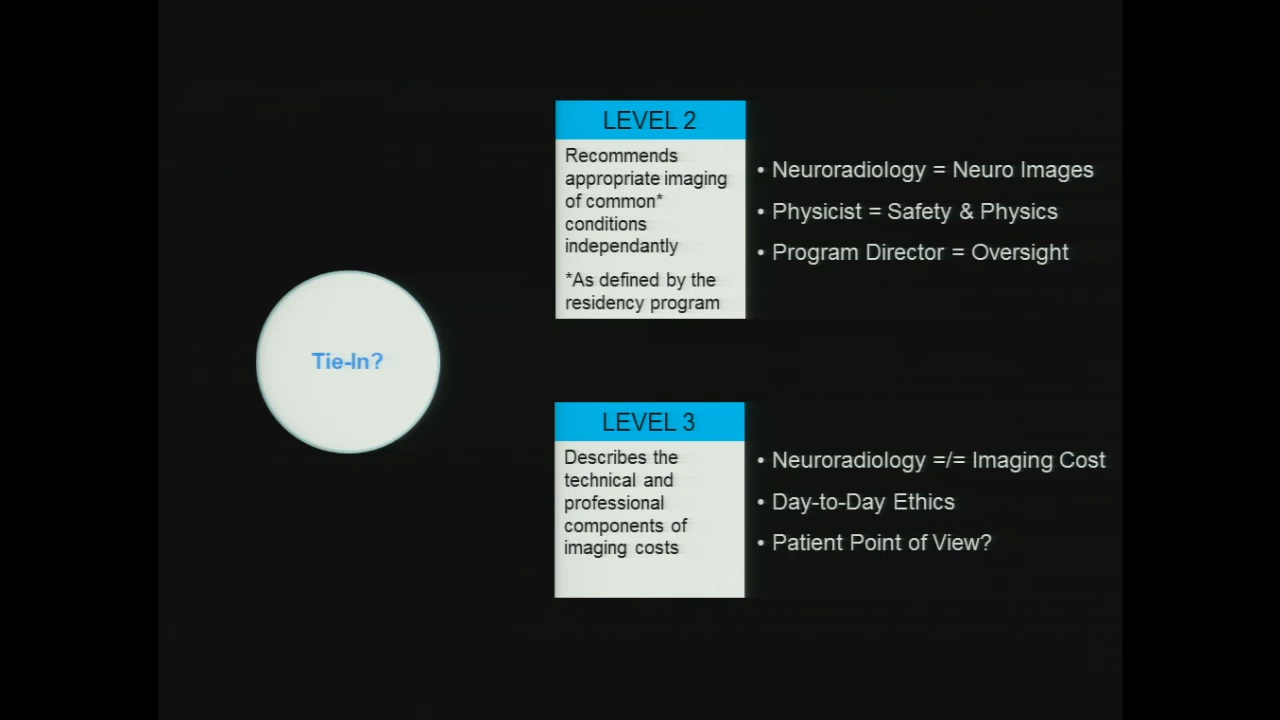 Tie-In?
LEVEL 2
Recommends
appropriate imaging
of common*
conditions
independantly
*As defined by the
residency program
• Neuroradiology = Neuro Images
• Physicist = Safety & Physics
• Program Director = Oversight
LEVEL 3
Describes the
technical and
professional
components of
imaging costs
• Neuroradiology =/= Imaging Cost
• Day-to-Day Ethics
• Patient Point of View?